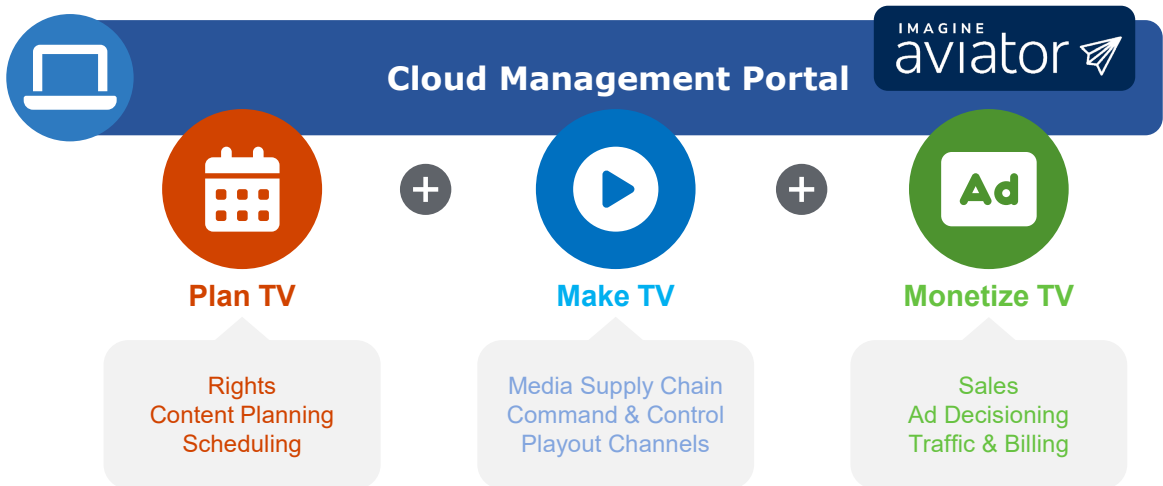 IMAGINE
aviator
Cloud Management Portal
Ad
Plan TV
Make TV
Monetize TV
Rights
Content Planning
Scheduling
Media Supply Chain
Command & Control
Playout Channels
Sales
Ad Decisioning
Traffic & Billing